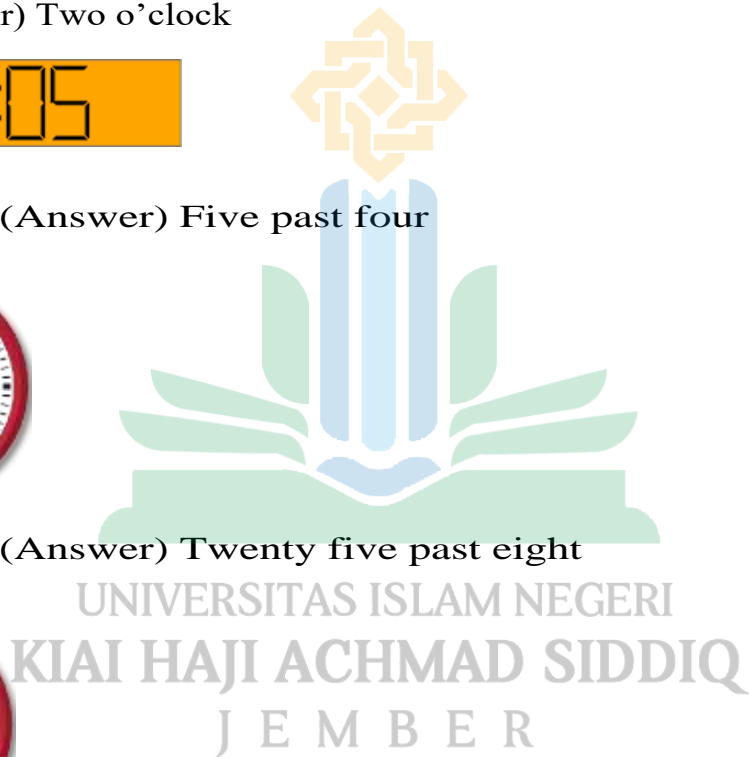 r) Two o’clock
:05
(Answer) Five past four
(Answer) Twenty five past eight
UNIVERSITAS ISLAM NEGERI
KIAI HAJI ACHMAD SIDDIQ
JEMBER